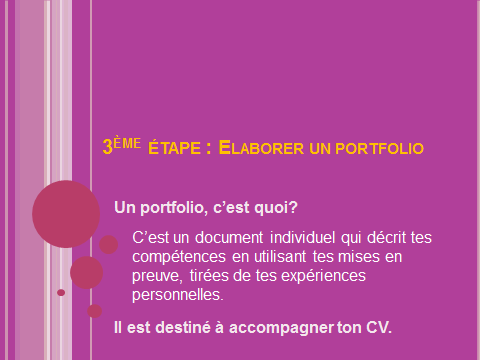 3ÈME ÉTAPE : ELABORER UN PORTFOLIO
Un portfolio, c’est quoi?
C’est un document individuel qui décrit tes
compétences en utilisant tes mises en
preuve, tirées de tes expériences
personnelles.
Il est destiné à accompagner ton CV.